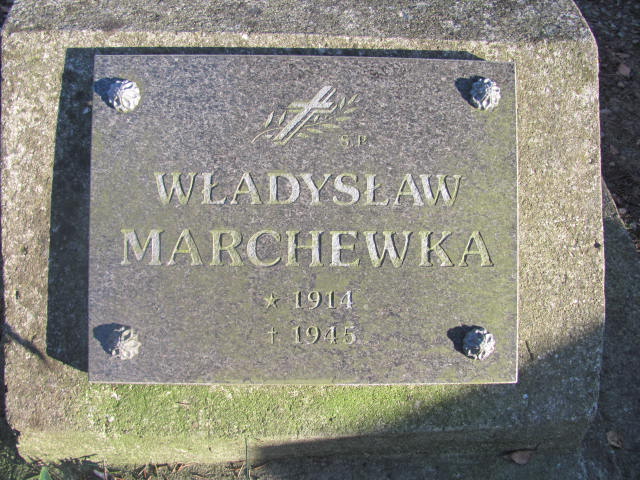 Ś.P.
WŁADYSŁAW
MARCHEWKA
★ 1914
† 1945